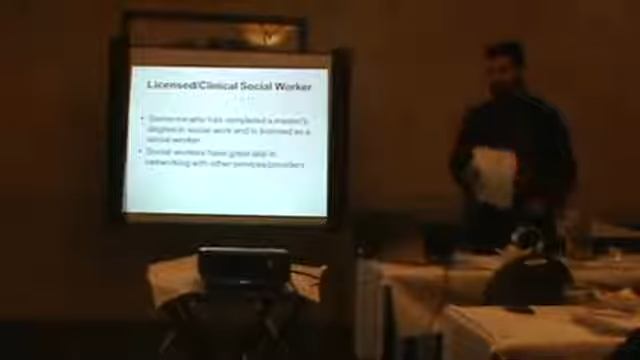 Licensed/Clinical Social Worker
• Someone who has completed a master's
degree in social work and is licensed as a
social worker
• Social workers have great skill in
networking with other services/providers